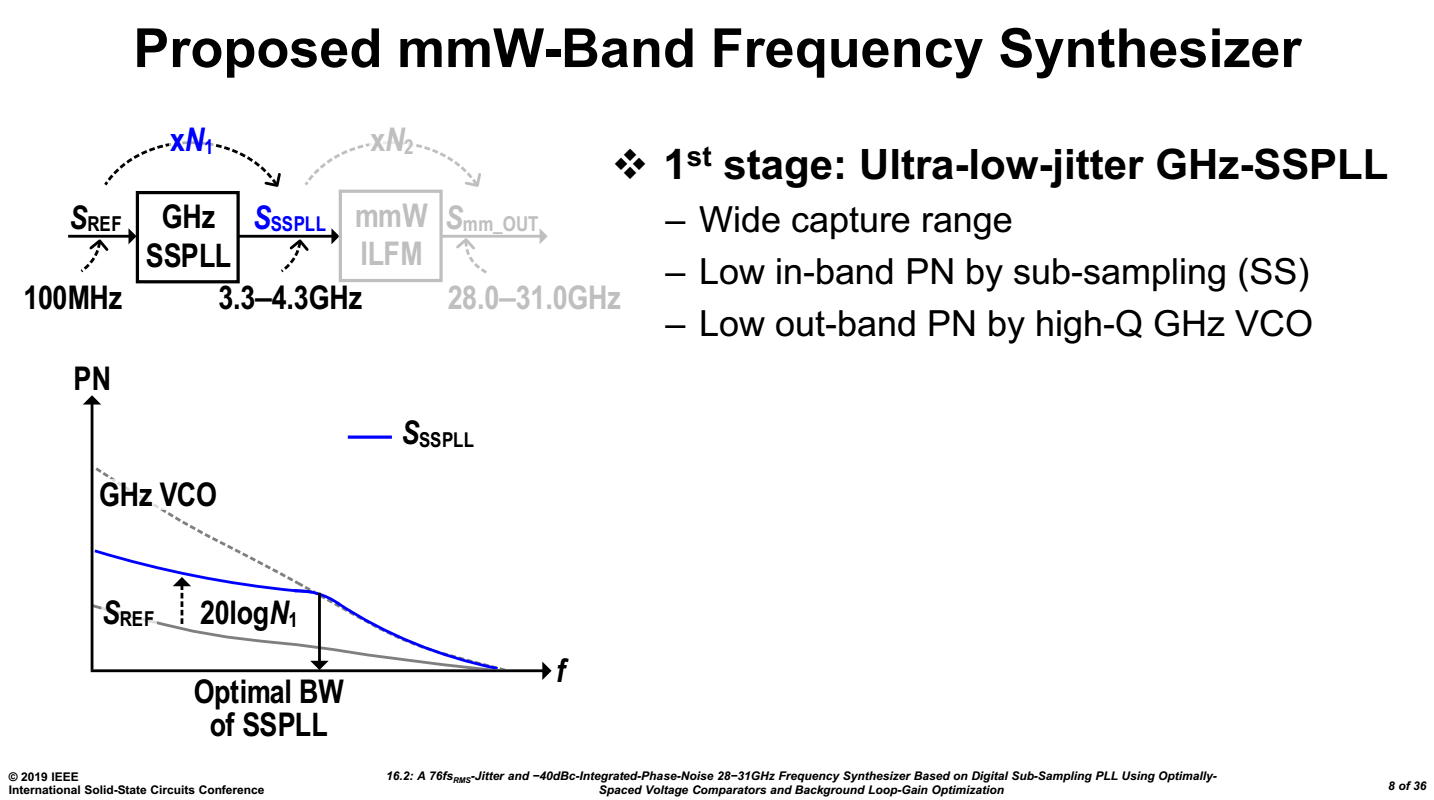 Proposed mmW-Band Frequency Synthesizer
xN1
xN2
SREF
GHz
SSPLL
SSSPLL
mmW
ILFM
Smm_OUT
100MHz
3.3–4.3GHz
28.0–31.0GHz
❖ 1st stage: Ultra-low-jitter GHz-SSPLL
– Wide capture range
– Low in-band PN by sub-sampling (SS)
– Low out-band PN by high-Q GHz VCO
PN
SSSPLL
GHz VCO
SREF
20logN1
f
Optimal BW
of SSPLL
© 2019 IEEE
International Solid-State Circuits Conference
16.2: A 76fsRMS-Jitter and −40dBc-Integrated-Phase-Noise 28−31GHz Frequency Synthesizer Based on Digital Sub-Sampling PLL Using Optimally-
Spaced Voltage Comparators and Background Loop-Gain Optimization
8 of 36